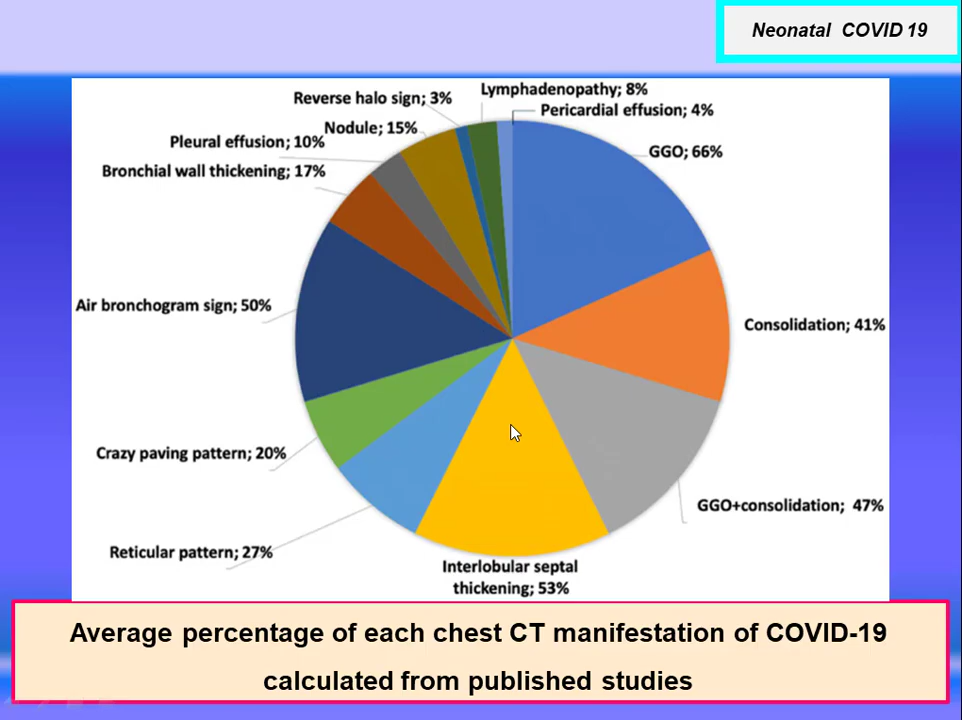 Neonatal COVID 19
Lymphadenopathy; 8%
Reverse halo sign; 3%
Pericardial effusion; 4%
Nodule; 15%
Pleural effusion; 10%
GGO; 66%
Bronchial wall thickening; 17%
Air bronchogram sign; 50%
Consolidation; 41%
Crazy paving pattern; 20%
GGO+consolidation; 47%
Reticular pattern; 27%
Interlobular septal
thickening; 53%
Average percentage of each chest CT manifestation of COVID-19
calculated from published studies